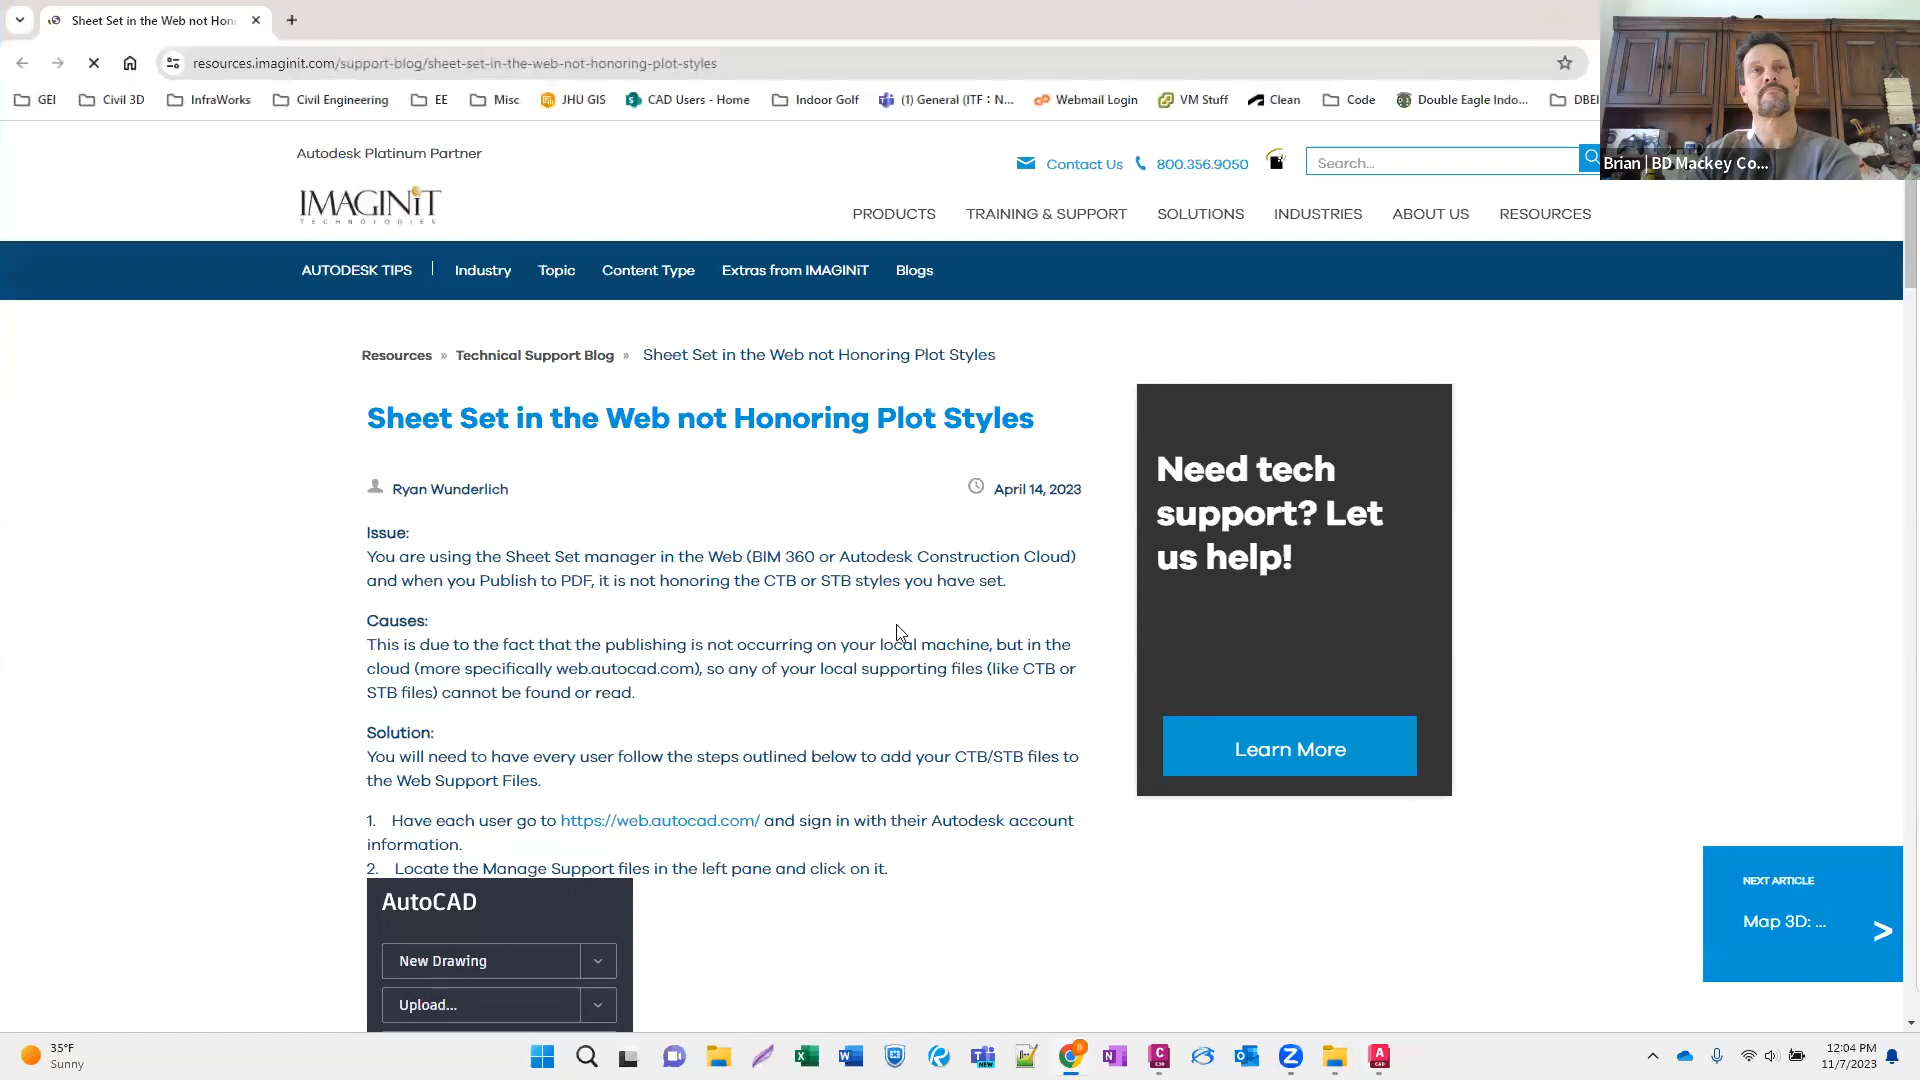 Sheet Set in the Web not Hon
resources.imaginit.com/support-blog/sheet-set-in-the-web-not-honoring-plot-styles
GEI
Civil 3D
InfraWorks
Civil Engineering
EE
Misc
JHU GIS
CAD Users - Home
Indoor Golf
(1) General (ITF : N...
Webmail Login
VM Stuff
Clean
Code
Double Eagle Indo...
DBEI
Brian | BD Mackey Co...
Autodesk Platinum Partner
Contact Us
800.356.9050
Search...
IMAGINiT
TECHNOLOGIES
PRODUCTS
TRAINING & SUPPORT
SOLUTIONS
INDUSTRIES
ABOUT US
RESOURCES
AUTODESK TIPS
Industry
Topic
Content Type
Extras from IMAGINiT
Blogs
Resources » Technical Support Blog » Sheet Set in the Web not Honoring Plot Styles
Sheet Set in the Web not Honoring Plot Styles
Ryan Wunderlich
April 14, 2023
Issue:
You are using the Sheet Set manager in the Web (BIM 360 or Autodesk Construction Cloud)
and when you Publish to PDF, it is not honoring the CTB or STB styles you have set.
Causes:
This is due to the fact that the publishing is not occurring on your local machine, but in the
cloud (more specifically web.autocad.com), so any of your local supporting files (like CTB or
STB files) cannot be found or read.
Solution:
You will need to have every user follow the steps outlined below to add your CTB/STB files to
the Web Support Files.
1. Have each user go to https://web.autocad.com/ and sign in with their Autodesk account
information.
2. Locate the Manage Support files in the left pane and click on it.
AutoCAD
New Drawing
Upload...
Need tech
support? Let
us help!
Learn More
NEXT ARTICLE
Map 3D: ...
>
35°F
Sunny
12:04 PM
11/7/2023